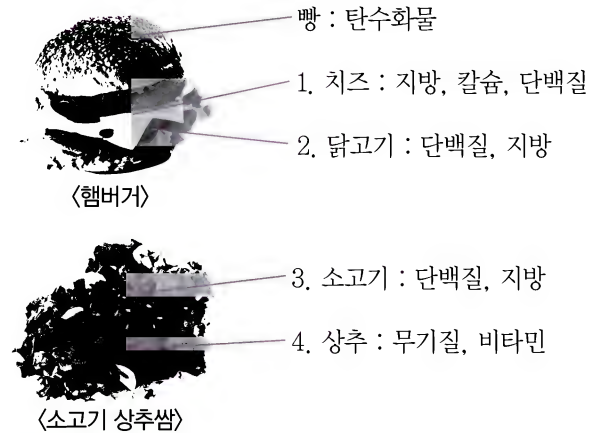 빵 : 탄수화물
1. 치즈 : 지방, 칼슘, 단백질
2. 닭고기 : 단백질, 지방
〈햄버거〉
3. 소고기 : 단백질, 지방
4. 상추 : 무기질, 비타민
〈소고기 상추쌈〉